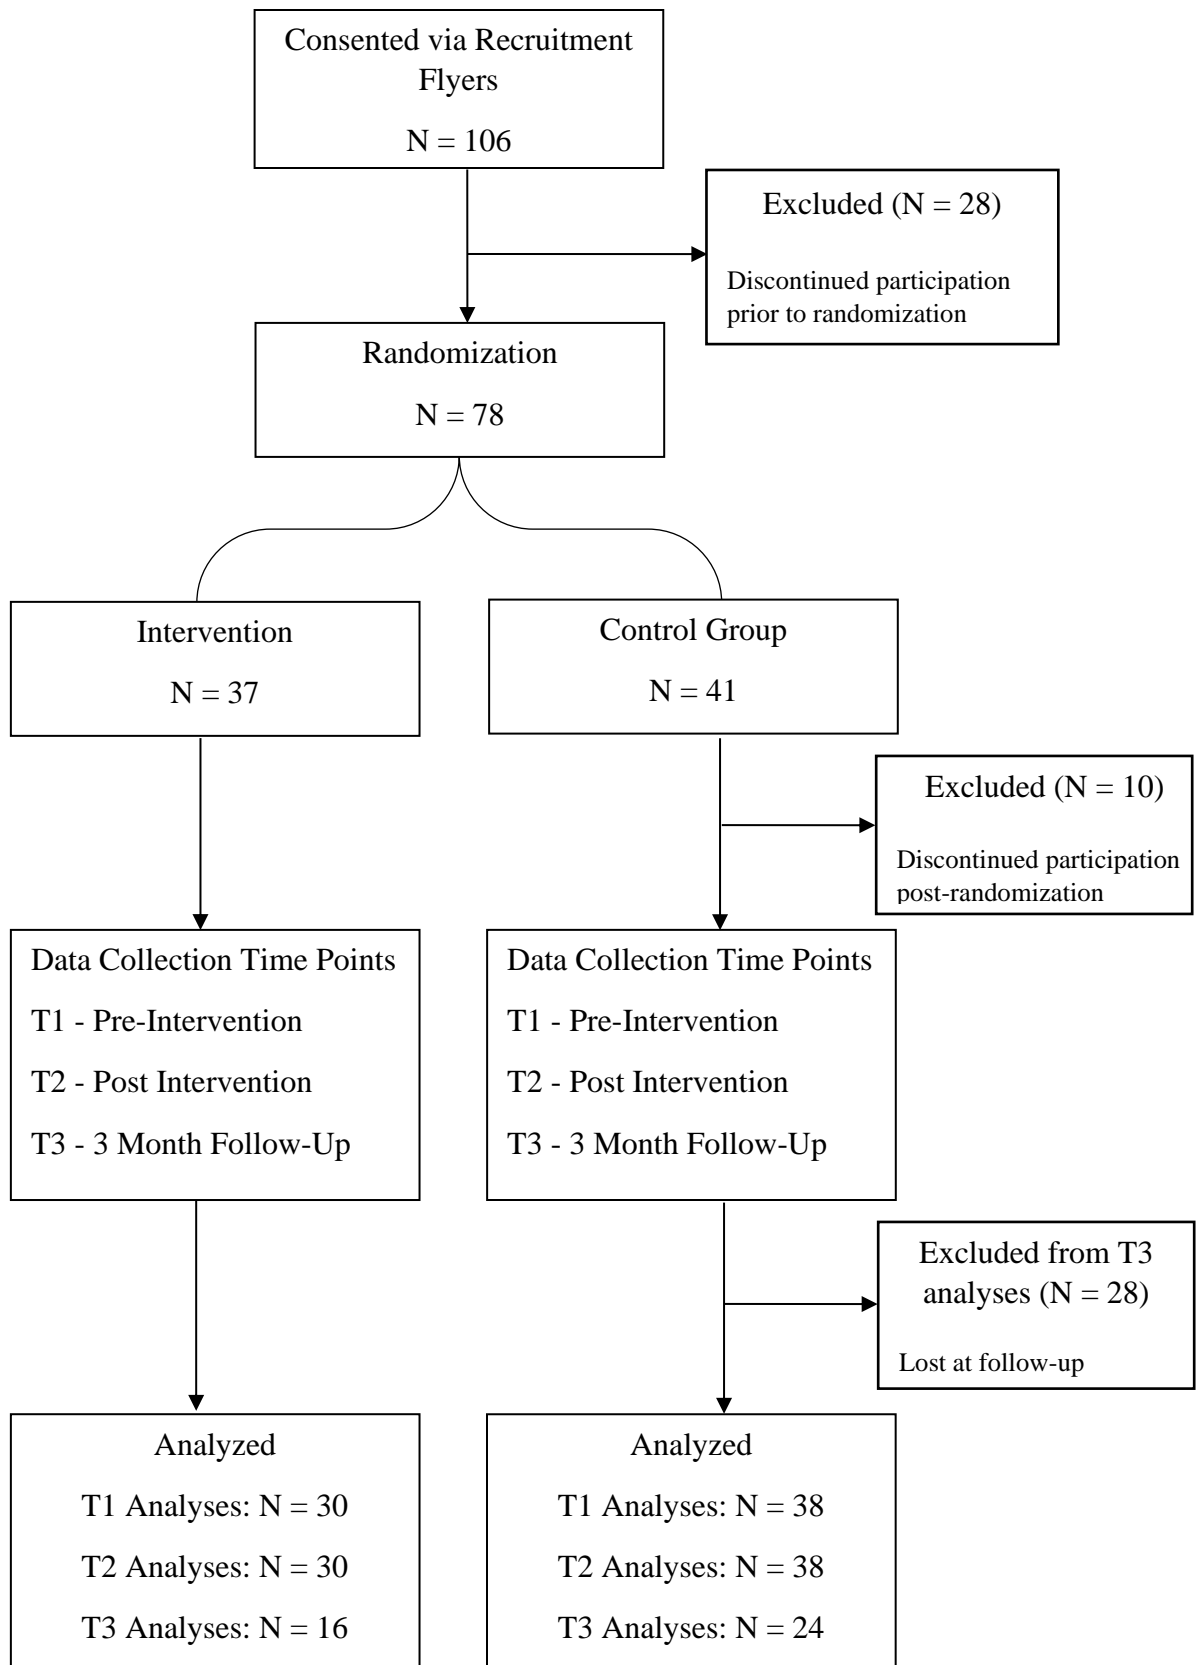 Consented via Recruitment
Flyers
N = 106
Excluded (N = 28)
Discontinued participation
prior to randomization
Randomization
N = 78
Intervention
N = 37
Control Group
N = 41
Excluded (N = 10)
Discontinued participation
post-randomization
Data Collection Time Points
T1 - Pre-Intervention
T2 - Post Intervention
T3 - 3 Month Follow-Up
Data Collection Time Points
T1 - Pre-Intervention
T2 - Post Intervention
T3 - 3 Month Follow-Up
Excluded from T3
analyses (N = 28)
Lost at follow-up
Analyzed
T1 Analyses: N = 30
T2 Analyses: N = 30
T3 Analyses: N = 16
Analyzed
T1 Analyses: N = 38
T2 Analyses: N = 38
T3 Analyses: N = 24